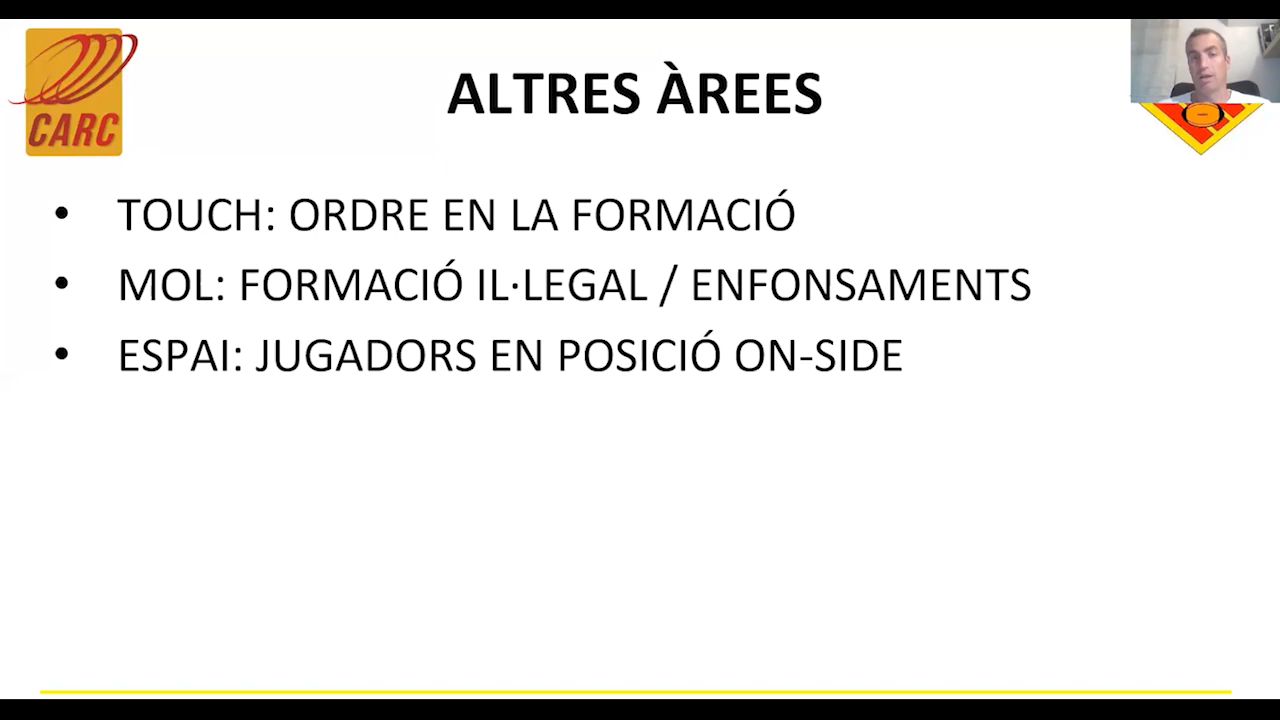 CARC
ALTRES ÀREES
• TOUCH: ORDRE EN LA FORMACIÓ
• MOL: FORMACIÓ IL·LEGAL / ENFONSAMENTS
• ESPAI: JUGADORS EN POSICIÓ ON-SIDE